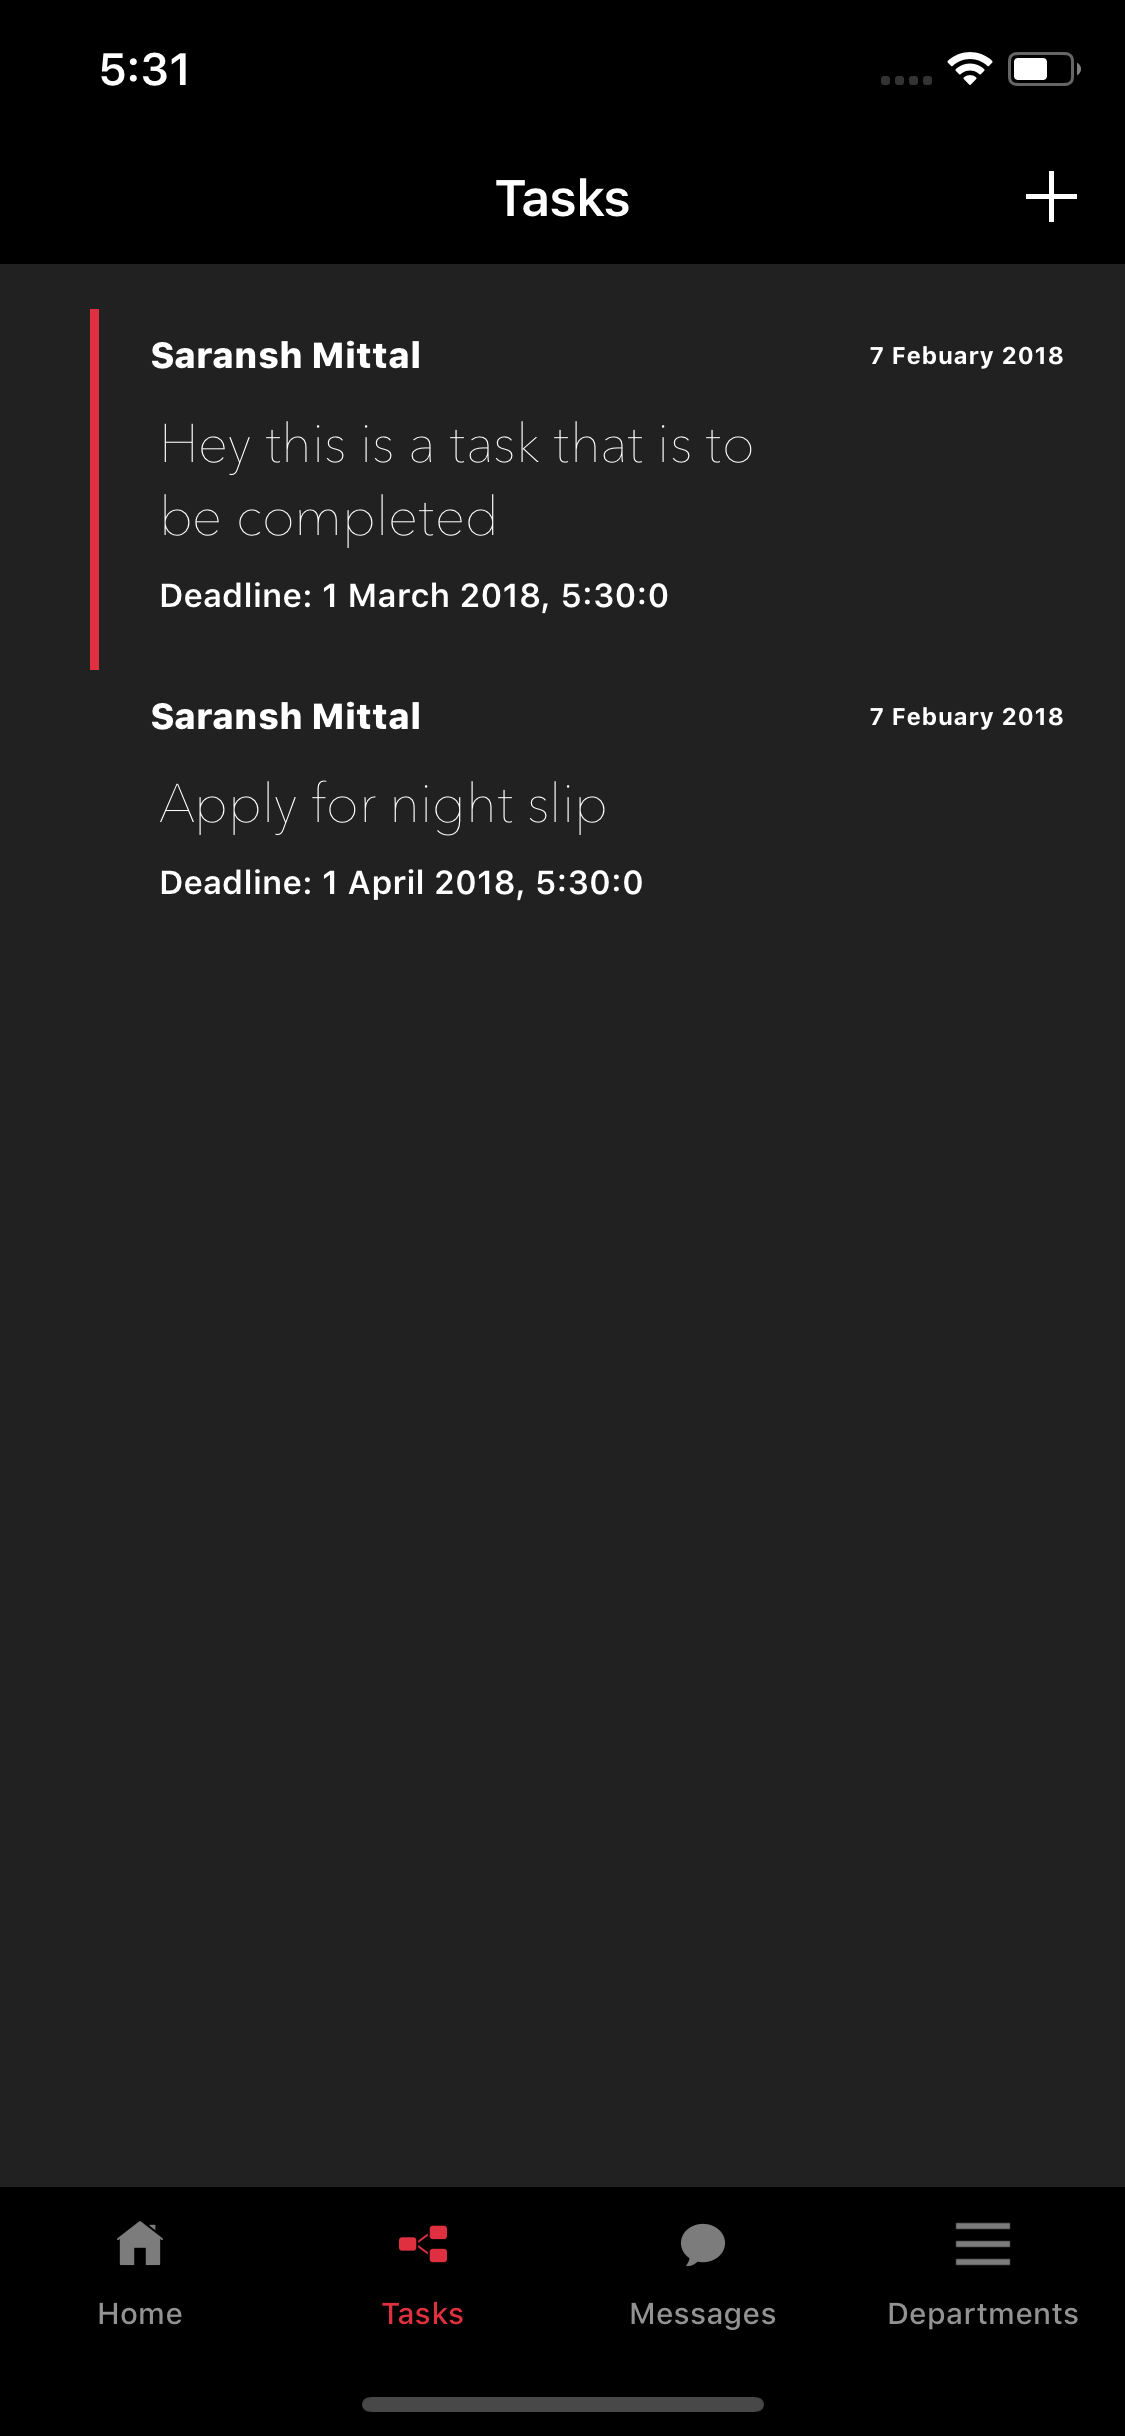 5:31
Tasks
Saransh Mittal
7 Febuary 2018
Hey this is a task that is to
be completed
Deadline: 1 March 2018, 5:30:0
Saransh Mittal
7 Febuary 2018
Apply for night slip
Deadline: 1 April 2018, 5:30:0
Home
Tasks
Messages
Departments